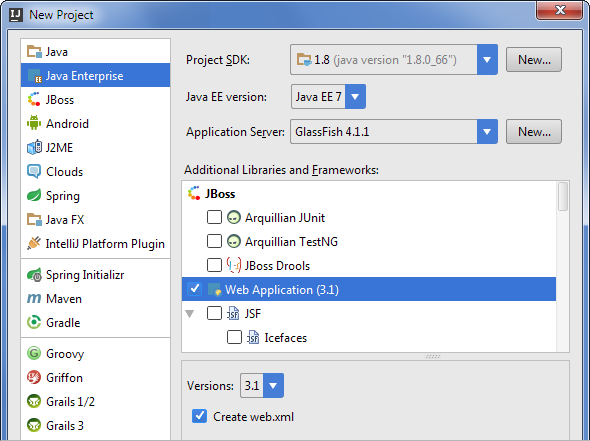 IJ New Project
Java
Java Enterprise
JBoss
Android
J2ME
Clouds
Spring
Java FX
IntelliJ Platform Plugin
Spring Initializr
Maven
Gradle
Groovy
Griffon
Grails 1/2
Grails 3
Project SDK: 1.8 (java version "1.8.0_66") New...
Java EE version: Java EE 7
Application Server: GlassFish 4.1.1 New...
Additional Libraries and Frameworks:
JBoss
Arquillian JUnit
Arquillian TestNG
JBoss Drools
Web Application (3.1)
JSF
Icefaces
Versions: 3.1
Create web.xml